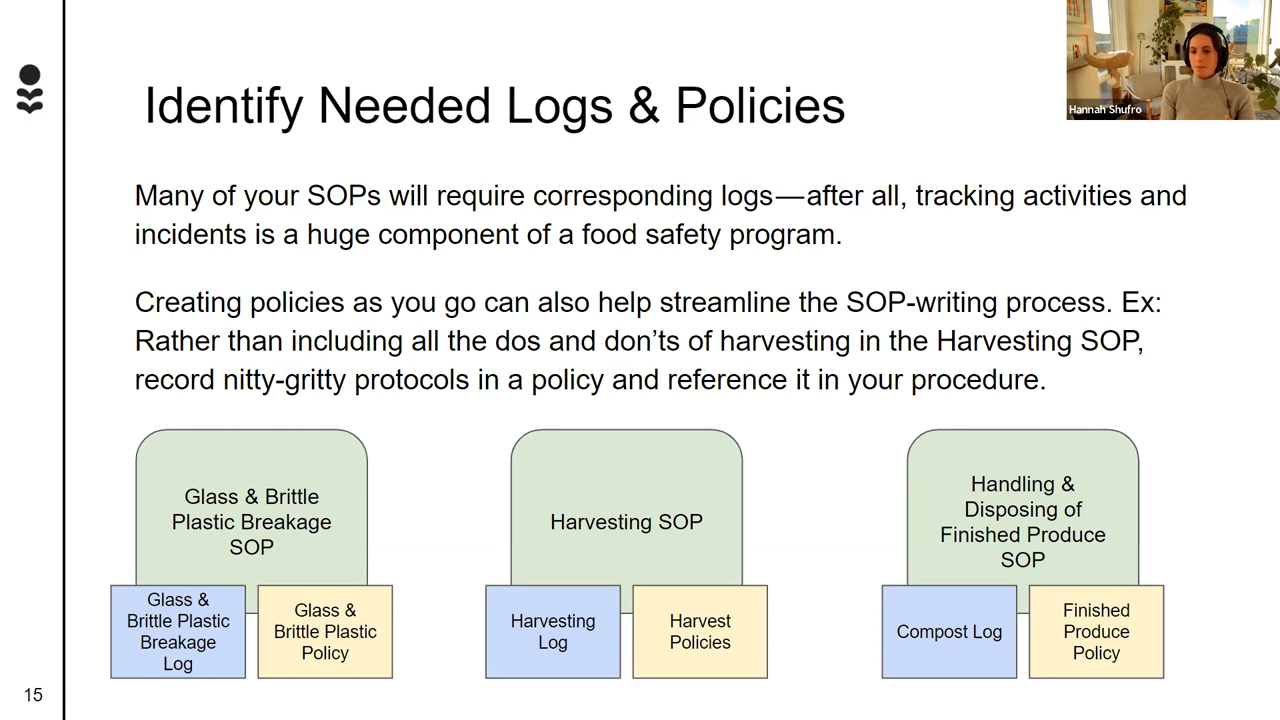 Hannah Shufro
Identify Needed Logs & Policies
Many of your SOPs will require corresponding logs—after all, tracking activities and
incidents is a huge component of a food safety program.
Creating policies as you go can also help streamline the SOP-writing process. Ex:
Rather than including all the dos and don’ts of harvesting in the Harvesting SOP,
record nitty-gritty protocols in a policy and reference it in your procedure.
Glass & Brittle
Plastic Breakage
SOP
Glass &
Brittle Plastic
Breakage
Log
Glass &
Brittle Plastic
Policy
Harvesting SOP
Harvesting
Log
Harvest
Policies
Handling &
Disposing of
Finished Produce
SOP
Compost Log
Finished
Produce
Policy
15